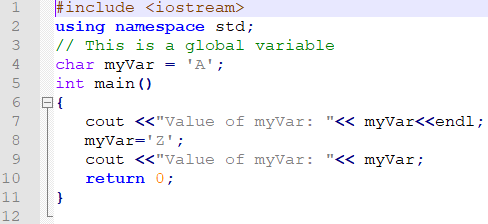 1 #include <iostream>
2 using namespace std;
3 // This is a global variable
4 char myVar = 'A';
5 int main()
6 {
7 cout <<"Value of myVar: "<< myVar<<endl;
8 myVar='Z';
9 cout <<"Value of myVar: "<< myVar;
10 return 0;
11 }
12